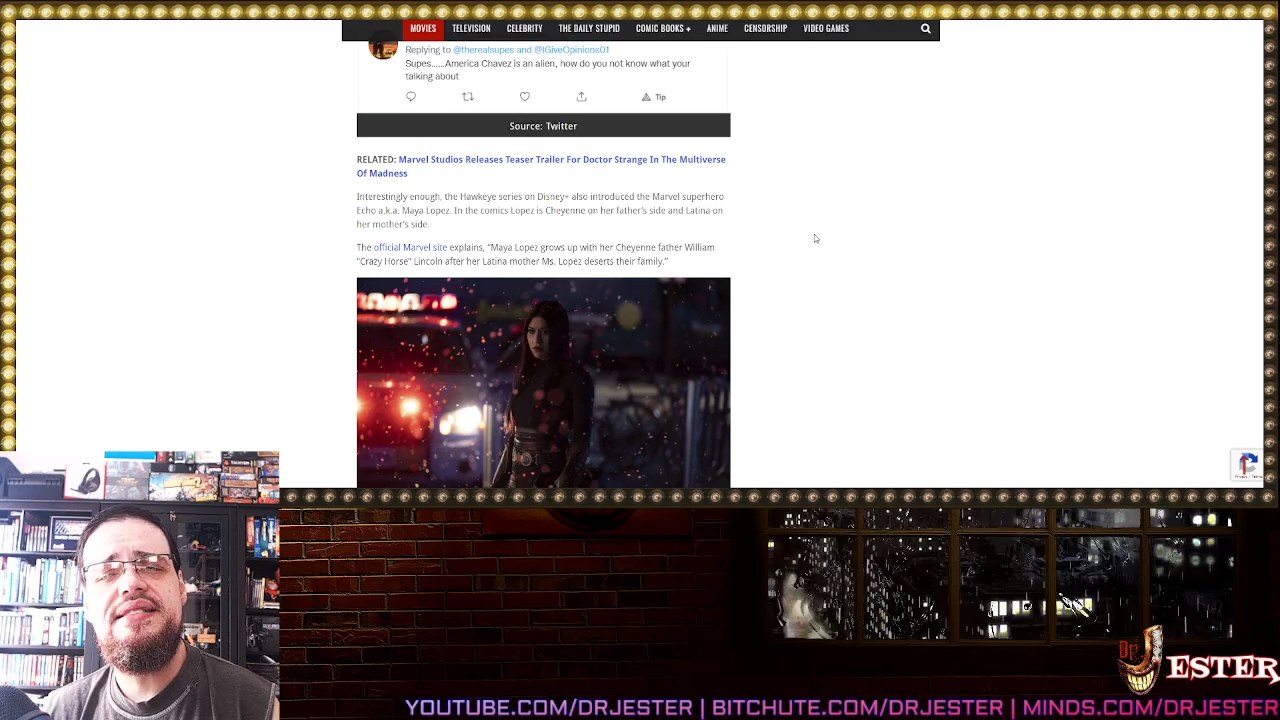 MOVIES TELEVISION CELEBRITY THE DAILY STUPID COMIC BOOKS + ANIME CENSORSHIP VIDEO GAMES
Replying to @therealsupes and @IGiveOpinions01
Supes......America Chavez is an alien, how do you not know what your
talking about
Tip
Source: Twitter
RELATED: Marvel Studios Releases Teaser Trailer For Doctor Strange In The Multiverse
Of Madness
Interestingly enough, the Hawkeye series on Disney+ also introduced the Marvel superhero
Echo a.k.a. Maya Lopez. In the comics Lopez is Cheyenne on her father's side and Latina on
her mother's side.
The official Marvel site explains, "Maya Lopez grows up with her Cheyenne father William
"Crazy Horse" Lincoln after her Latina mother Ms. Lopez deserts their family."
Privacy - Terms
Dr.
JESTER
YOUTUBE.COM/DRJESTER | BITCHUTE.COM/DRJESTER | MINDS.COM/DRJESTER